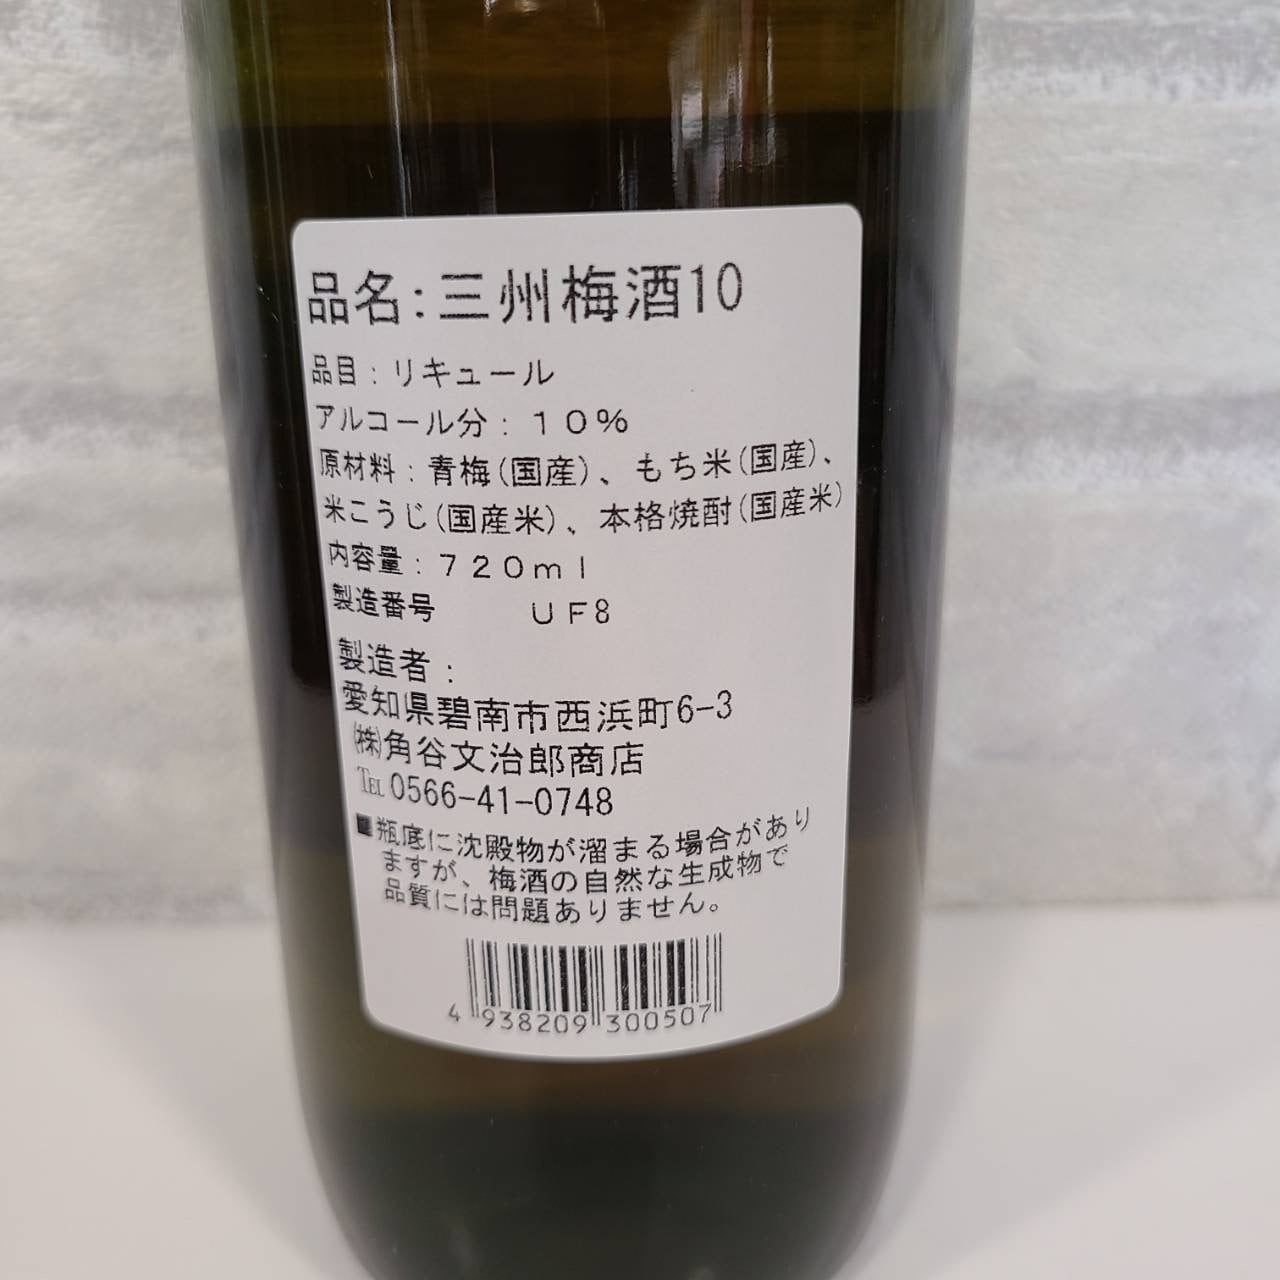 品名:三州梅酒10
品目:リキュール
アルコール分:10%
原材料:青梅(国産)、もち米(国産)、
米こうじ(国産米)、本格焼酎(国産米)
内容量:720ml
製造番号 UF8
製造者:
愛知県碧南市西浜町6-3
㈱角谷文治郎商店
℡0566-41-0748
■瓶底に沈殿物が溜まる場合があり
ますが、梅酒の自然な生成物で
品質には問題ありません。
4 938209 300507